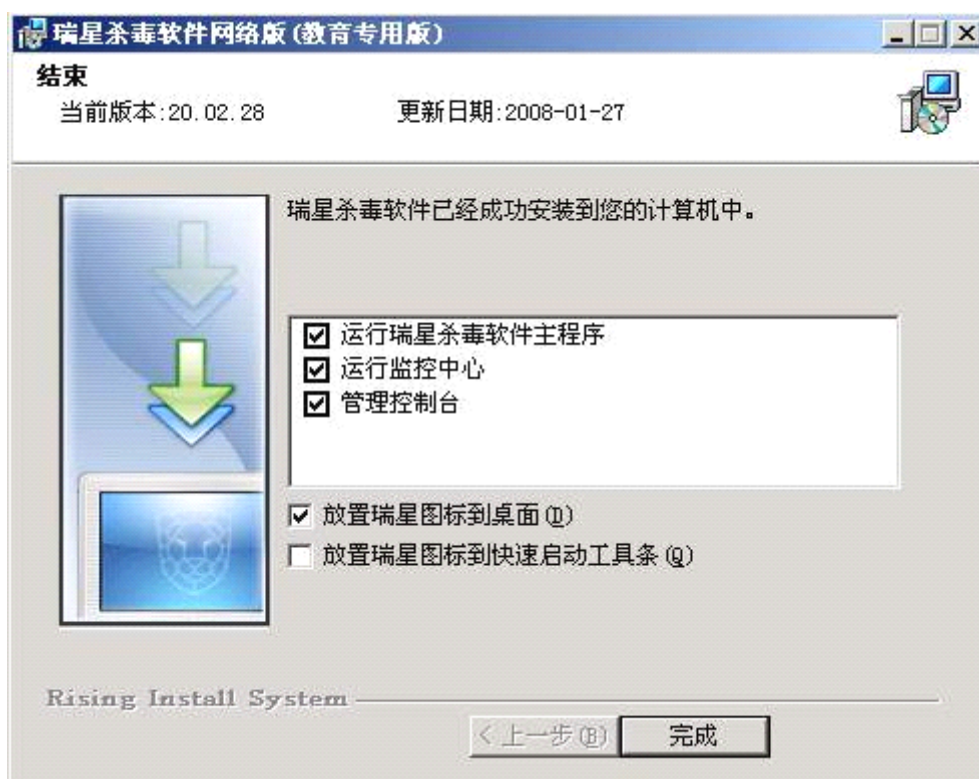 瑞星杀毒软件网络版(教育专用版)
结束
当前版本:20.02.28 更新日期:2008-01-27
瑞星杀毒软件已经成功安装到您的计算机中。
运行瑞星杀毒软件主程序
运行监控中心
管理控制台
放置瑞星图标到桌面(D)
放置瑞星图标到快速启动工具条(Q)
Rising Install System
<上一步(B) 完成